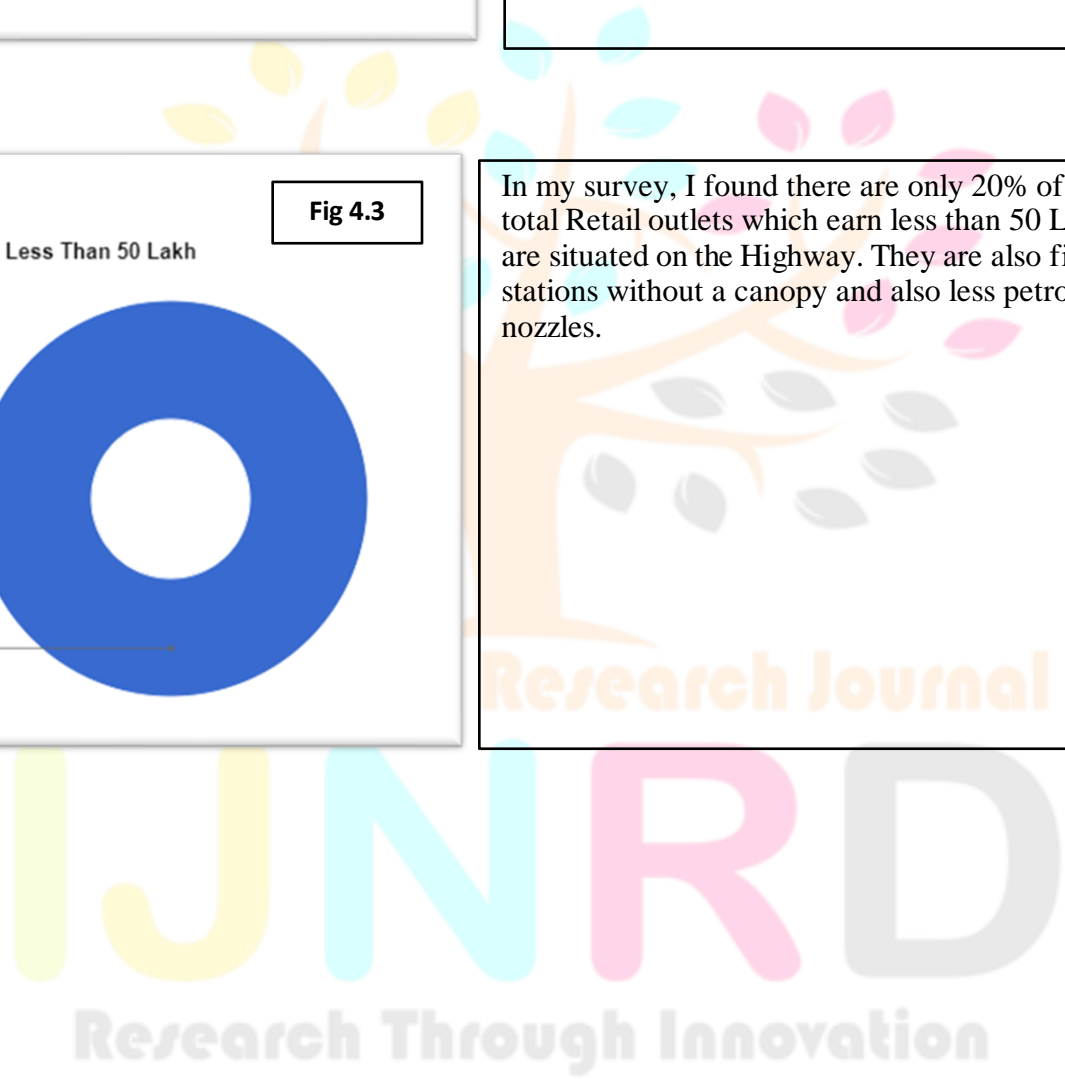 Fig 4.3
Less Than 50 Lakh
In my survey, I found there are only 20% of
total Retail outlets which earn less than 50 L
are situated on the Highway. They are also fi
stations without a canopy and also less petro
nozzles.
Research Journal
IJNRD
Research Through Innovation